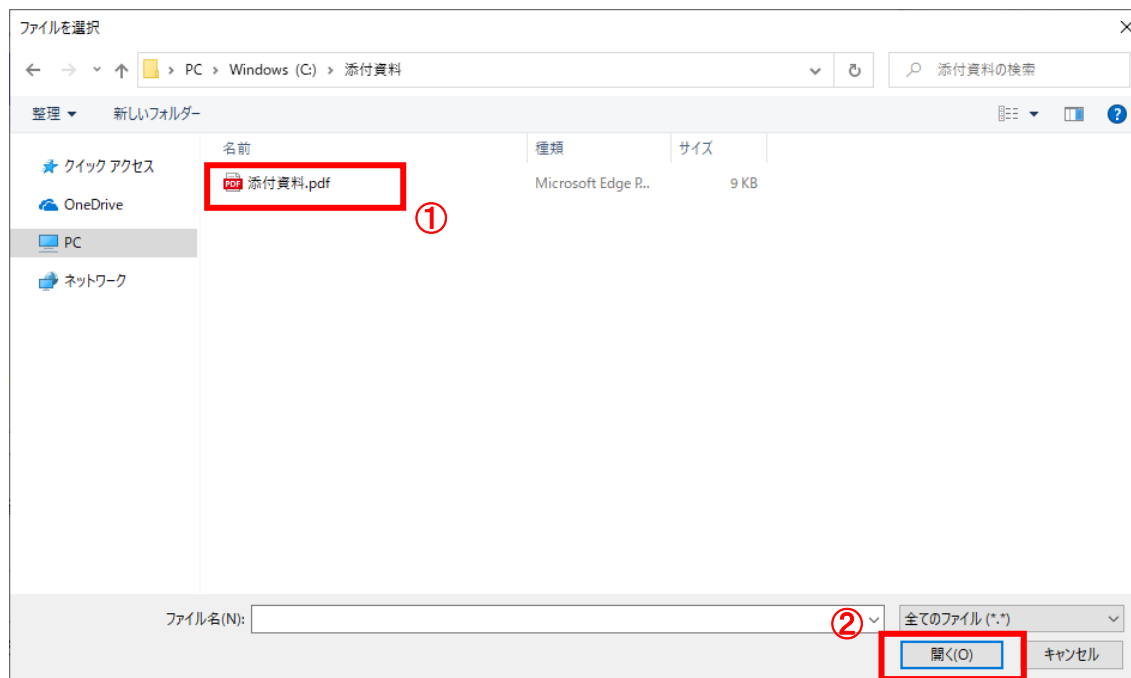 ファイルを選択
PC › Windows (C:) › 添付資料
添付資料の検索
整理
新しいフォルダー
名前
種類
サイズ
クイック アクセス
PDF 添付資料.pdf
Microsoft Edge P...
9 KB
①
OneDrive
PC
ネットワーク
ファイル名(N):
②
全てのファイル (*.*)
開く(O)
キャンセル